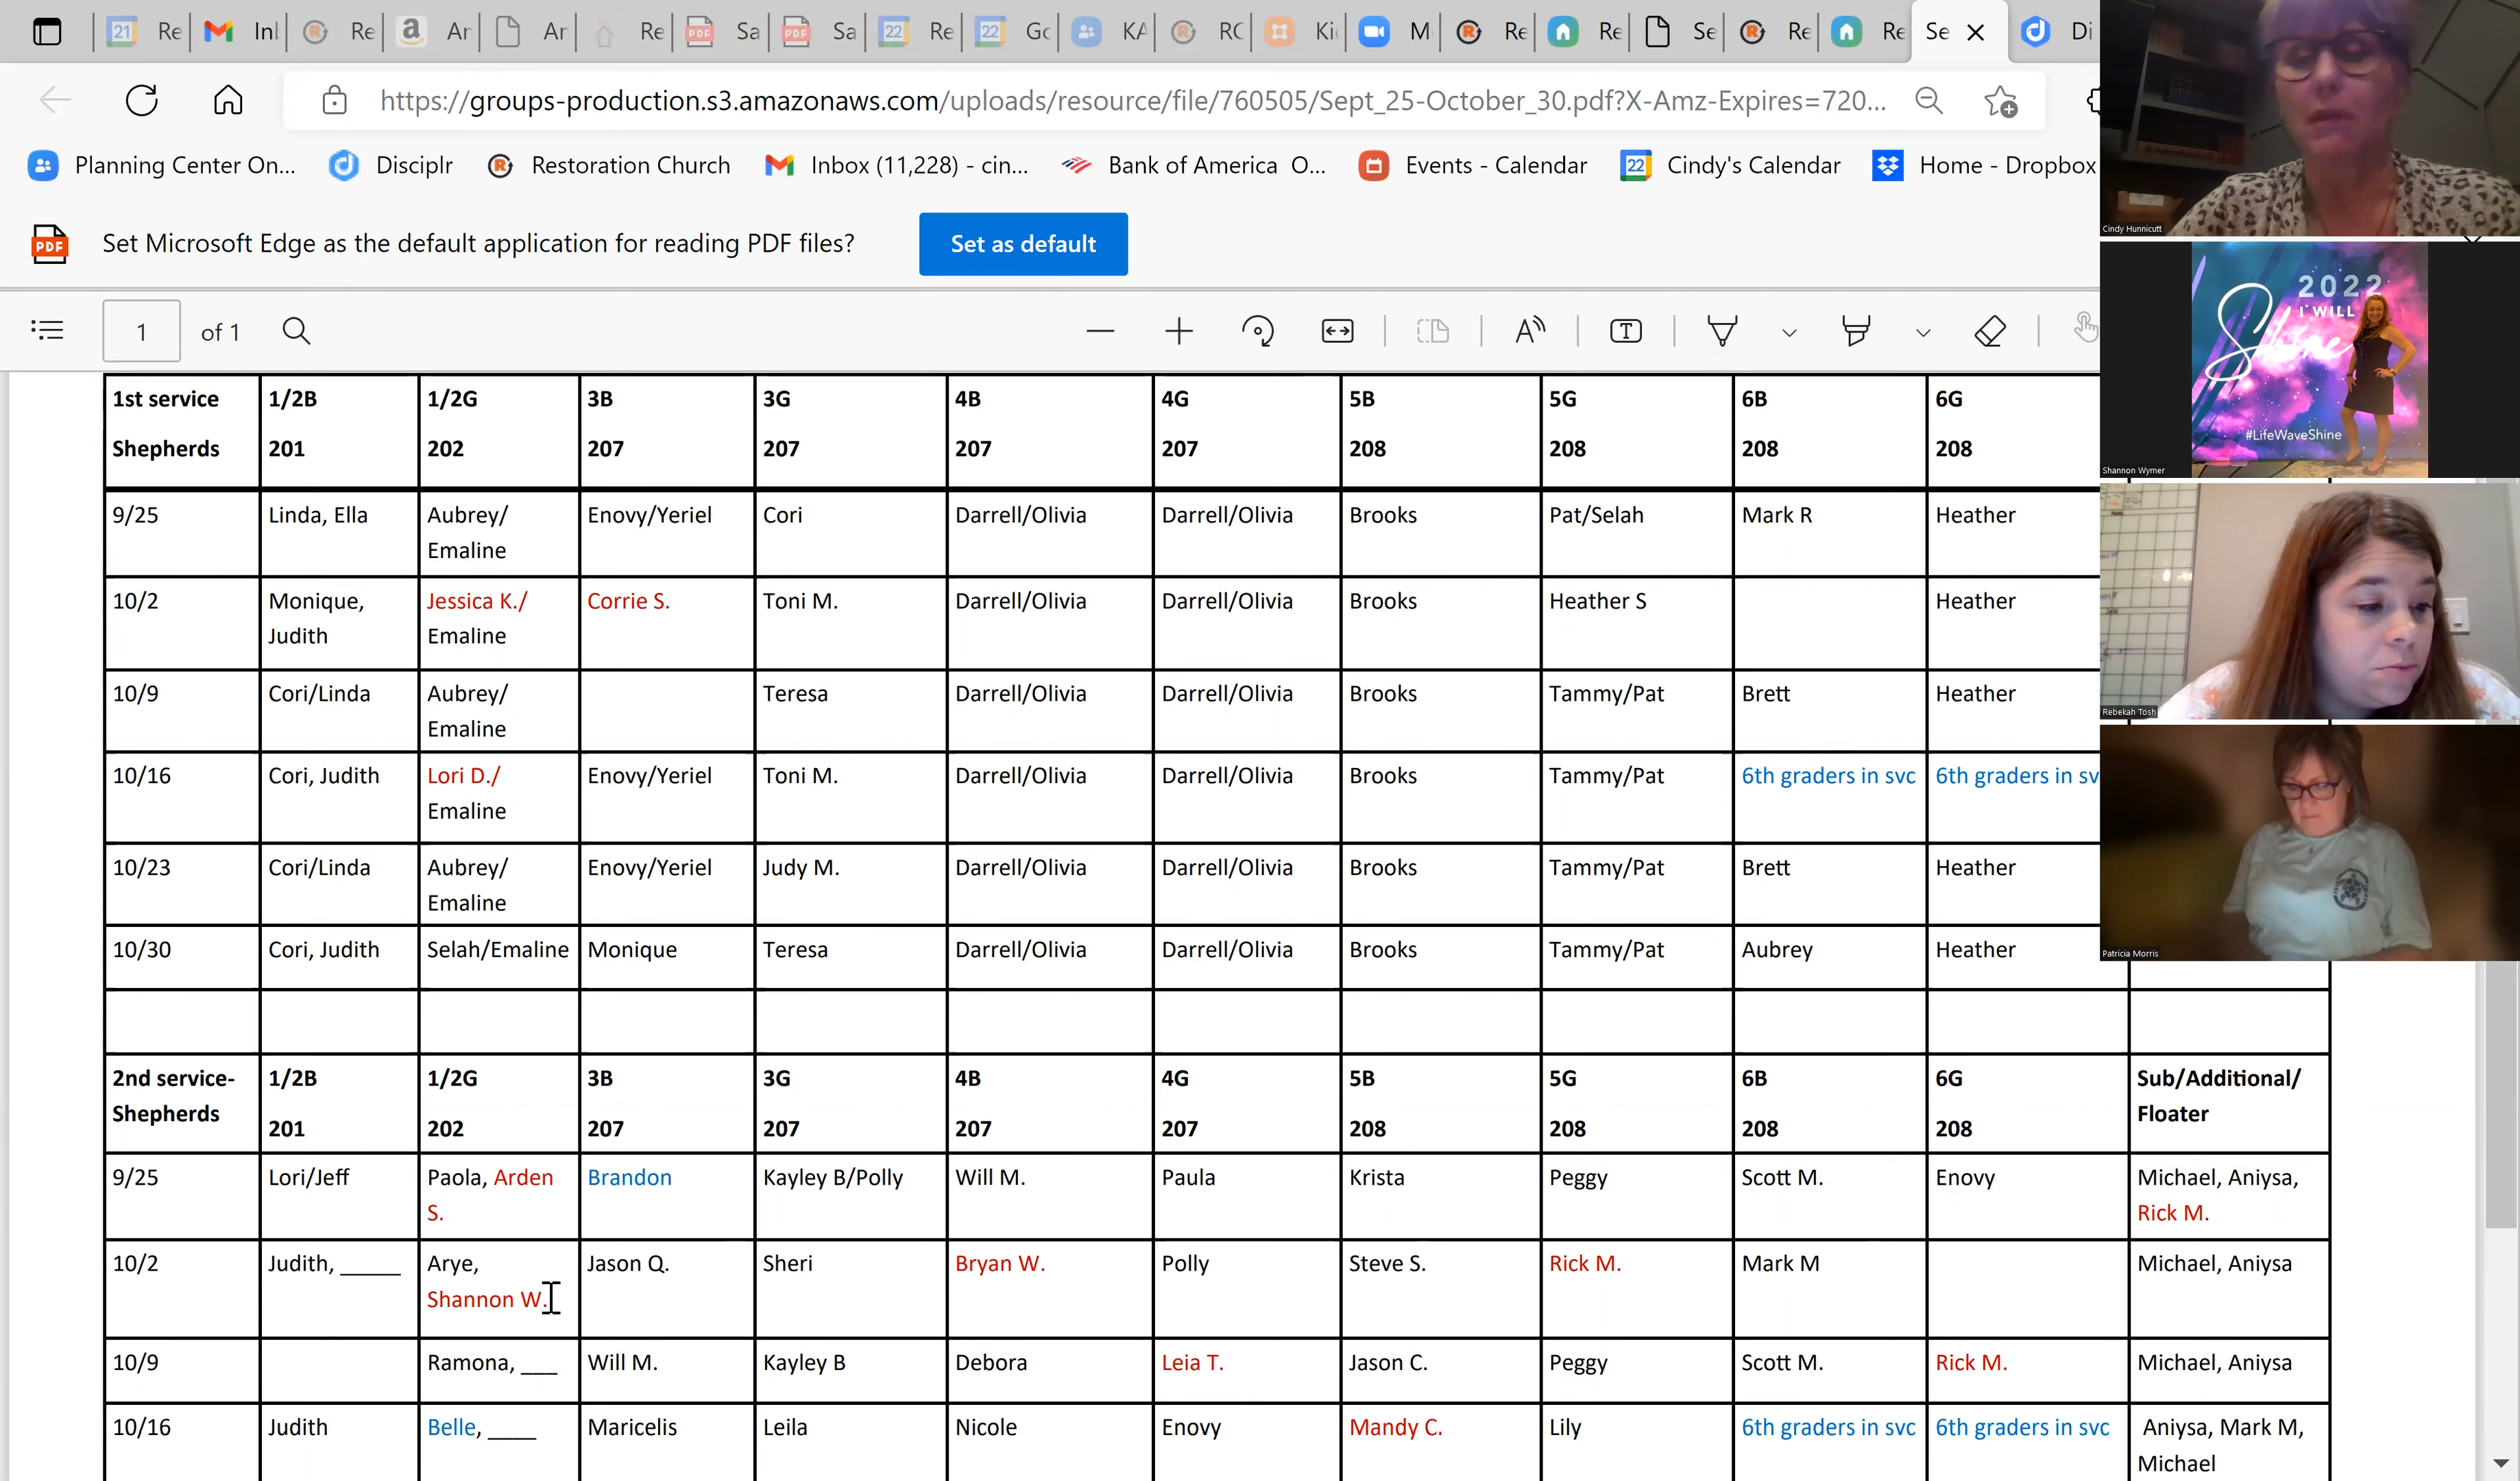 Re
Inl
Re
Ar
Ar
Re
Sa
Sa
Re
Gc
KA
RC
Ki
M
Re
Re
Se
Re
Re
Se
Di
https://groups-production.s3.amazonaws.com/uploads/resource/file/760505/Sept_25-October_30.pdf?X-Amz-Expires=720...
Planning Center On... Disciplr Restoration Church Inbox (11,228) - cin... Bank of America O... Events - Calendar Cindy's Calendar Home - Dropbox
Set Microsoft Edge as the default application for reading PDF files? Set as default
1 of 1
1st service Shepherds 1/2B 201 1/2G 202 3B 207 3G 207 4B 207 4G 207 5B 208 5G 208 6B 208 6G 208
9/25 Linda, Ella Aubrey/ Emaline Enovy/Yeriel Cori Darrell/Olivia Darrell/Olivia Brooks Pat/Selah Mark R Heather
10/2 Monique, Judith Jessica K./ Emaline Corrie S. Toni M. Darrell/Olivia Darrell/Olivia Brooks Heather S Heather
10/9 Cori/Linda Aubrey/ Emaline Teresa Darrell/Olivia Darrell/Olivia Brooks Tammy/Pat Brett Heather
10/16 Cori, Judith Lori D./ Emaline Enovy/Yeriel Toni M. Darrell/Olivia Darrell/Olivia Brooks Tammy/Pat 6th graders in svc 6th graders in sv
10/23 Cori/Linda Aubrey/ Emaline Enovy/Yeriel Judy M. Darrell/Olivia Darrell/Olivia Brooks Tammy/Pat Brett Heather
10/30 Cori, Judith Selah/Emaline Monique Teresa Darrell/Olivia Darrell/Olivia Brooks Tammy/Pat Aubrey Heather
2nd service- Shepherds 1/2B 201 1/2G 202 3B 207 3G 207 4B 207 4G 207 5B 208 5G 208 6B 208 6G 208 Sub/Additional/ Floater
9/25 Lori/Jeff Paola, Arden S. Brandon Kayley B/Polly Will M. Paula Krista Peggy Scott M. Enovy Michael, Aniysa, Rick M.
10/2 Judith, _____ Arye, Shannon W. Jason Q. Sheri Bryan W. Polly Steve S. Rick M. Mark M Michael, Aniysa
10/9 Ramona, ___ Will M. Kayley B Debora Leia T. Jason C. Peggy Scott M. Rick M. Michael, Aniysa
10/16 Judith Belle, ____ Maricelis Leila Nicole Enovy Mandy C. Lily 6th graders in svc 6th graders in svc Aniysa, Mark M, Michael
Cindy Hunnicutt
2022
I WILL
Shine
#LifeWaveShine
Shannon Wymer
Rebekah Tosh
Patricia Morris